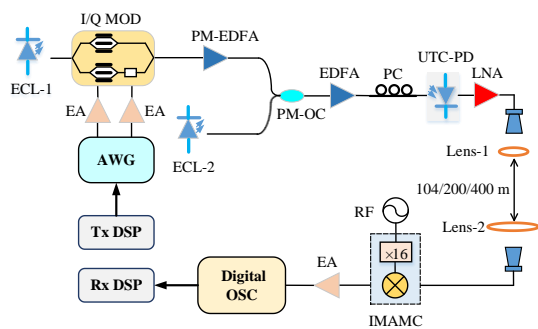 I/Q MOD
PM-EDFA
EDFA
PC
UTC-PD
LNA
ECL-1
EA
EA
PM-OC
ECL-2
AWG
Lens-1
104/200/400 m
Tx DSP
RF
Lens-2
×16
EA
Rx DSP
Digital
OSC
IMAMC